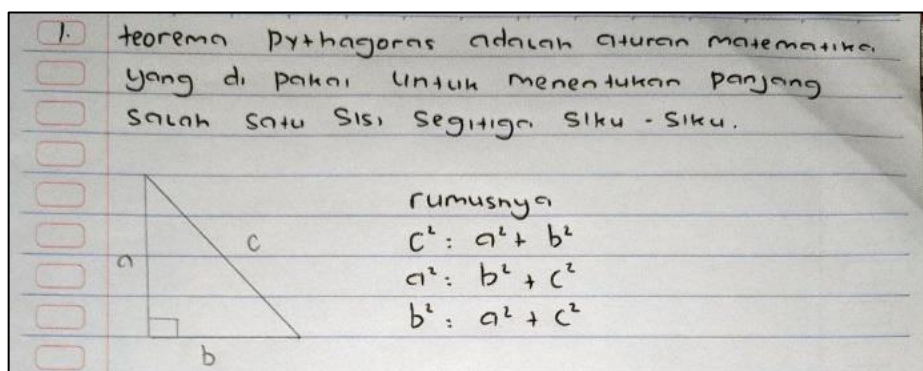 1. teorema pythagoras adalah aturan matematika
yang di pakai untuk menentukan panjang
salah satu sisi segitiga siku - siku.
rumusnya
c² : a² + b²
a² : b² + c²
b² : a² + c²
a
c
b